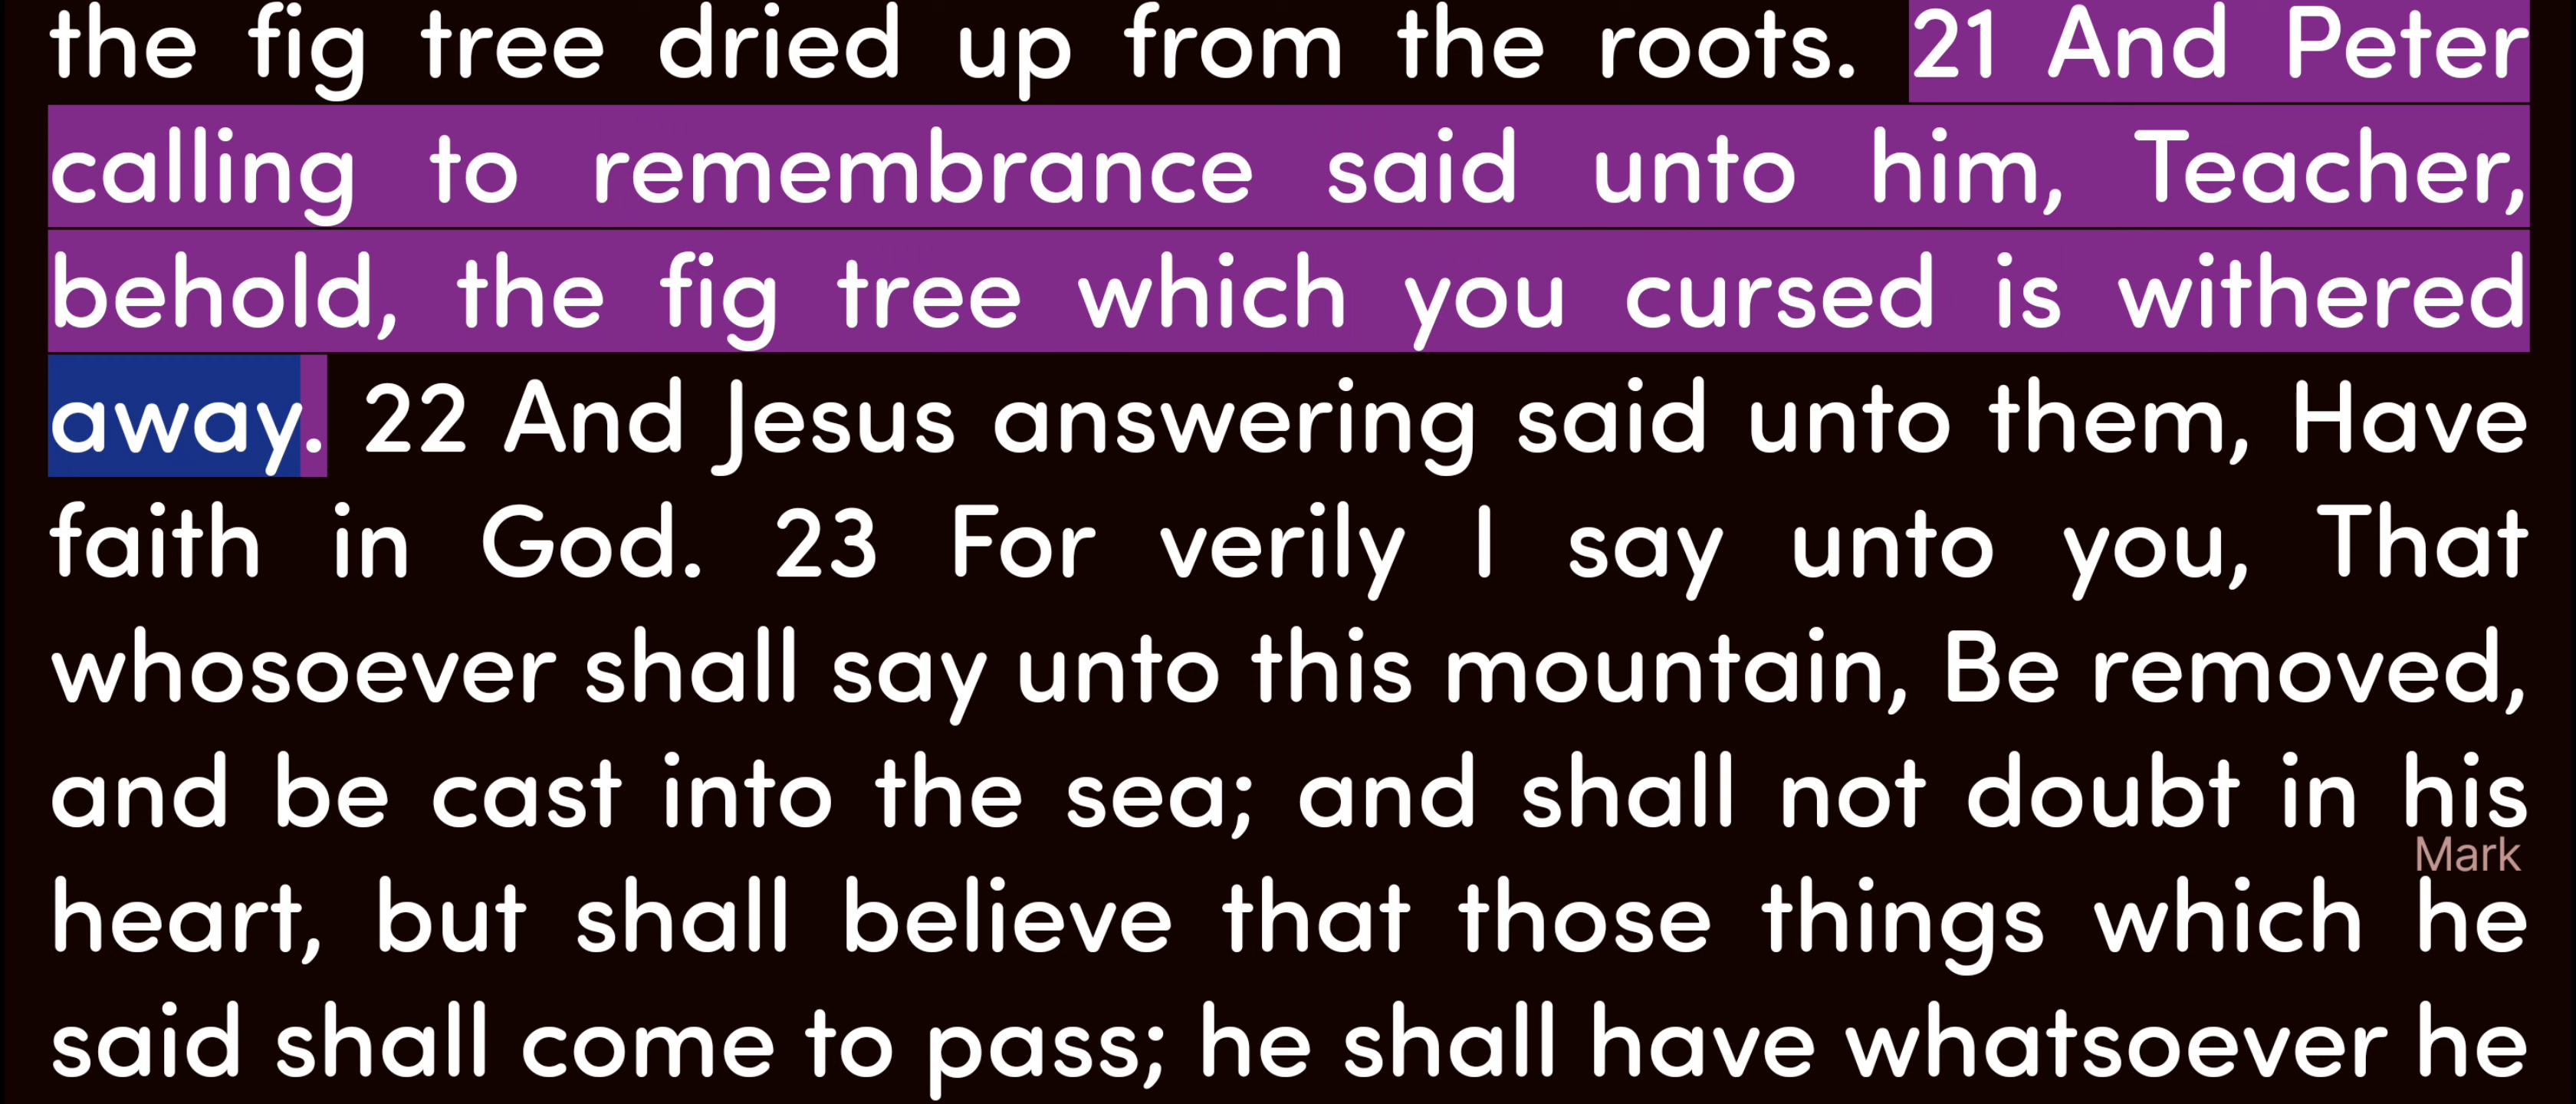 the fig tree dried up from the roots. 21 And Peter
calling to remembrance said unto him, Teacher,
behold, the fig tree which you cursed is withered
away. 22 And Jesus answering said unto them, Have
faith in God. 23 For verily I say unto you, That
whosoever shall say unto this mountain, Be removed,
and be cast into the sea; and shall not doubt in his
Mark
heart, but shall believe that those things which he
said shall come to pass; he shall have whatsoever he